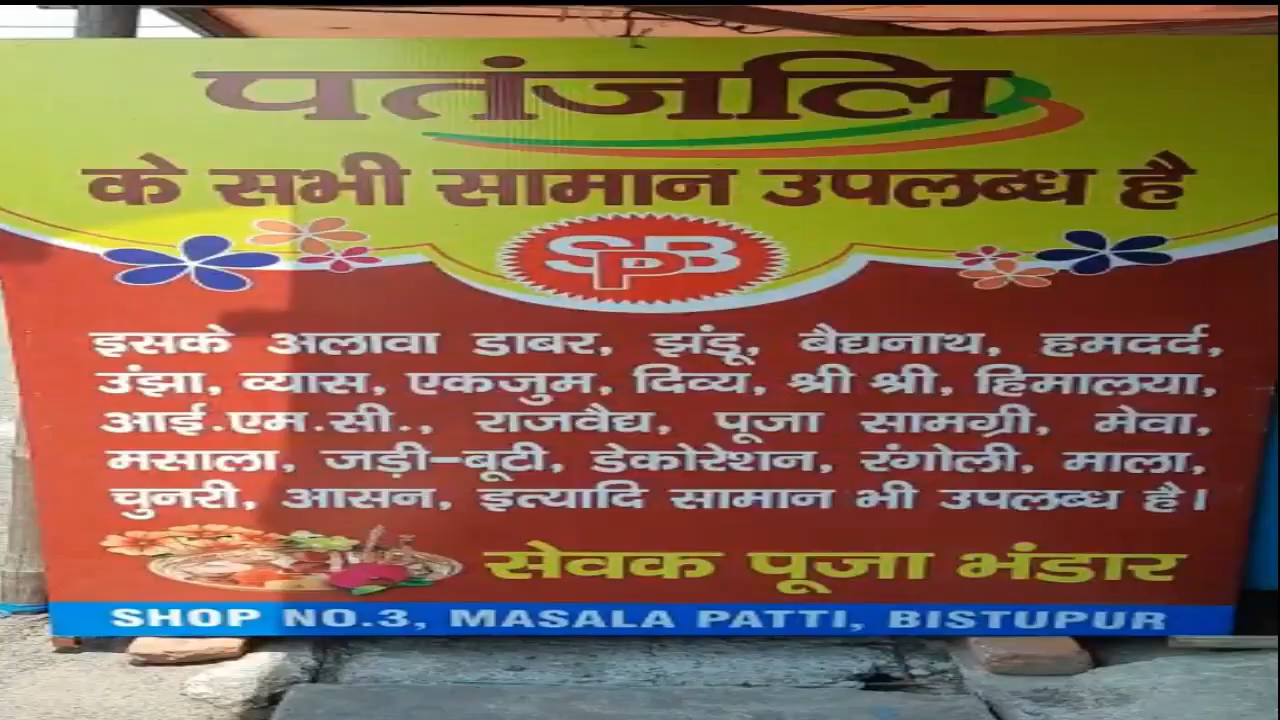 पतंजलि
के सभी सामान उपलब्ध है
SPB
इसके अलावा डाबर, झंडू, बैद्यनाथ, हमदर्द,
उंझा, व्यास, एकजुम, दिव्य, श्री श्री, हिमालया,
आई.एम.सी., राजवैद्य, पूजा सामग्री, मेवा,
मसाला, जड़ी-बूटी, डेकोरेशन, रंगोली, माला,
चुनरी, आसन, इत्यादि सामान भी उपलब्ध है।
सेवक पूजा भंडार
SHOP NO.3, MASALA PATTI, BISTUPUR